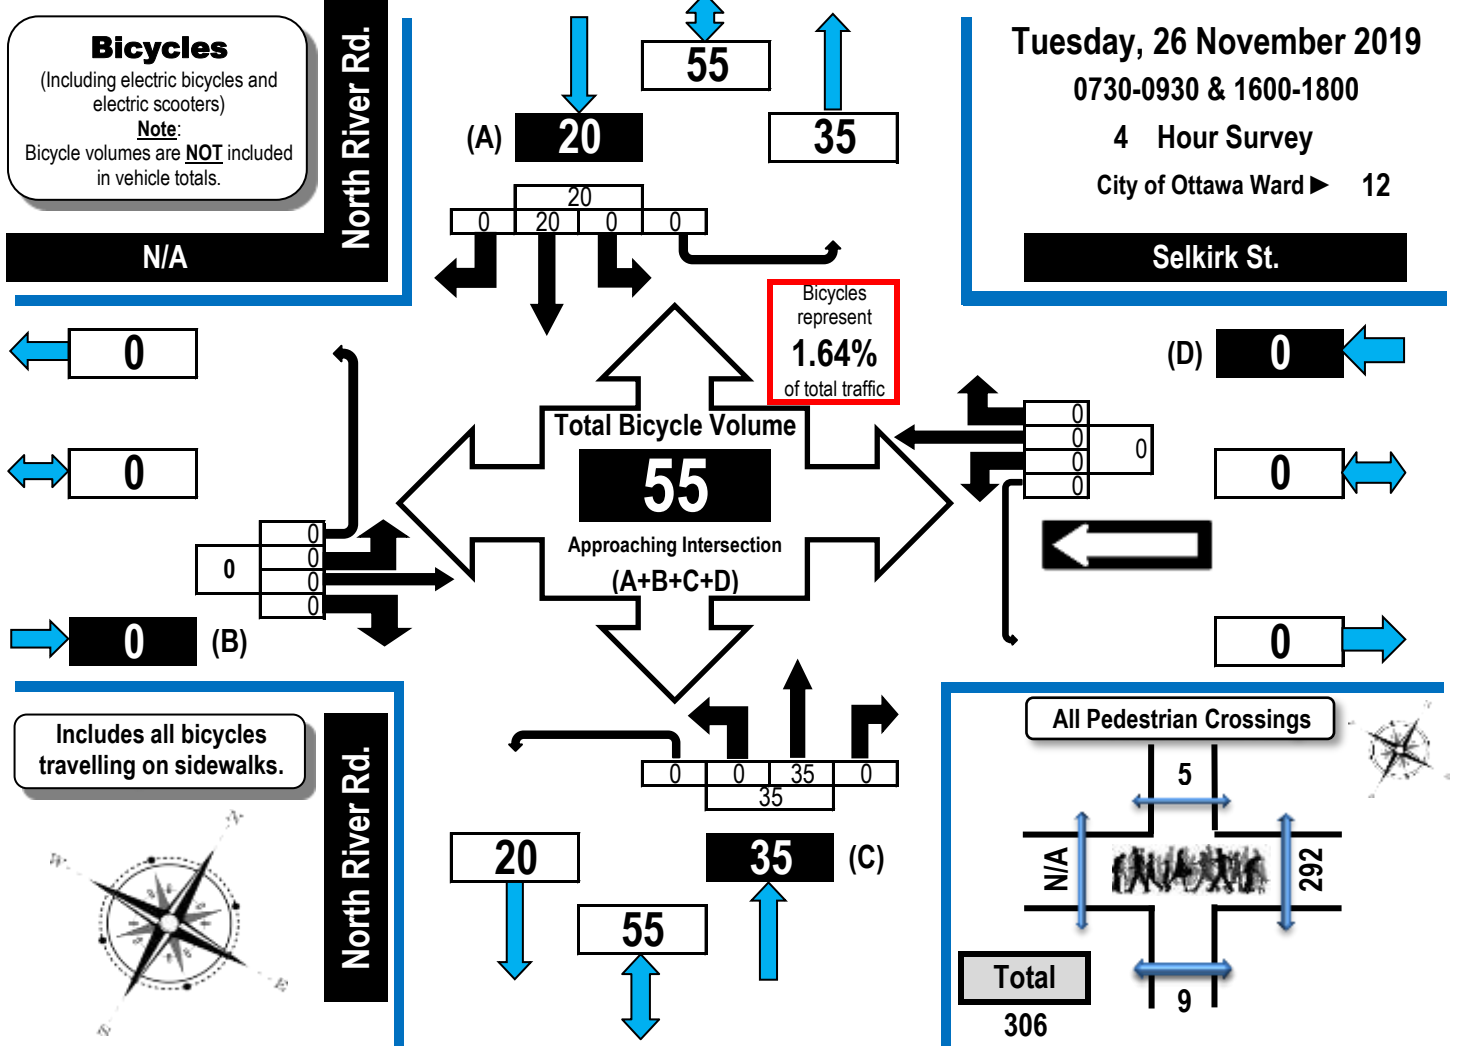 Bicycles
(Including electric bicycles and
electric scooters)
Note:
Bicycle volumes are NOT included
in vehicle totals.
North River Rd.
N/A
55
(A)
20
35
20
0
20
0
0
Tuesday, 26 November 2019
0730-0930 & 1600-1800
4 Hour Survey
City of Ottawa Ward ► 12
Selkirk St.
Bicycles
represent
1.64%
of total traffic
0
0
0
0
0
0
0
0
(B)
Total Bicycle Volume
55
Approaching Intersection
(A+B+C+D)
(D)
0
0
0
0
0
0
0
0
Includes all bicycles
travelling on sidewalks.
N
W
E
S
North River Rd.
0
0
35
0
35
20
35
(C)
55
All Pedestrian Crossings
5
N/A
292
9
Total
306